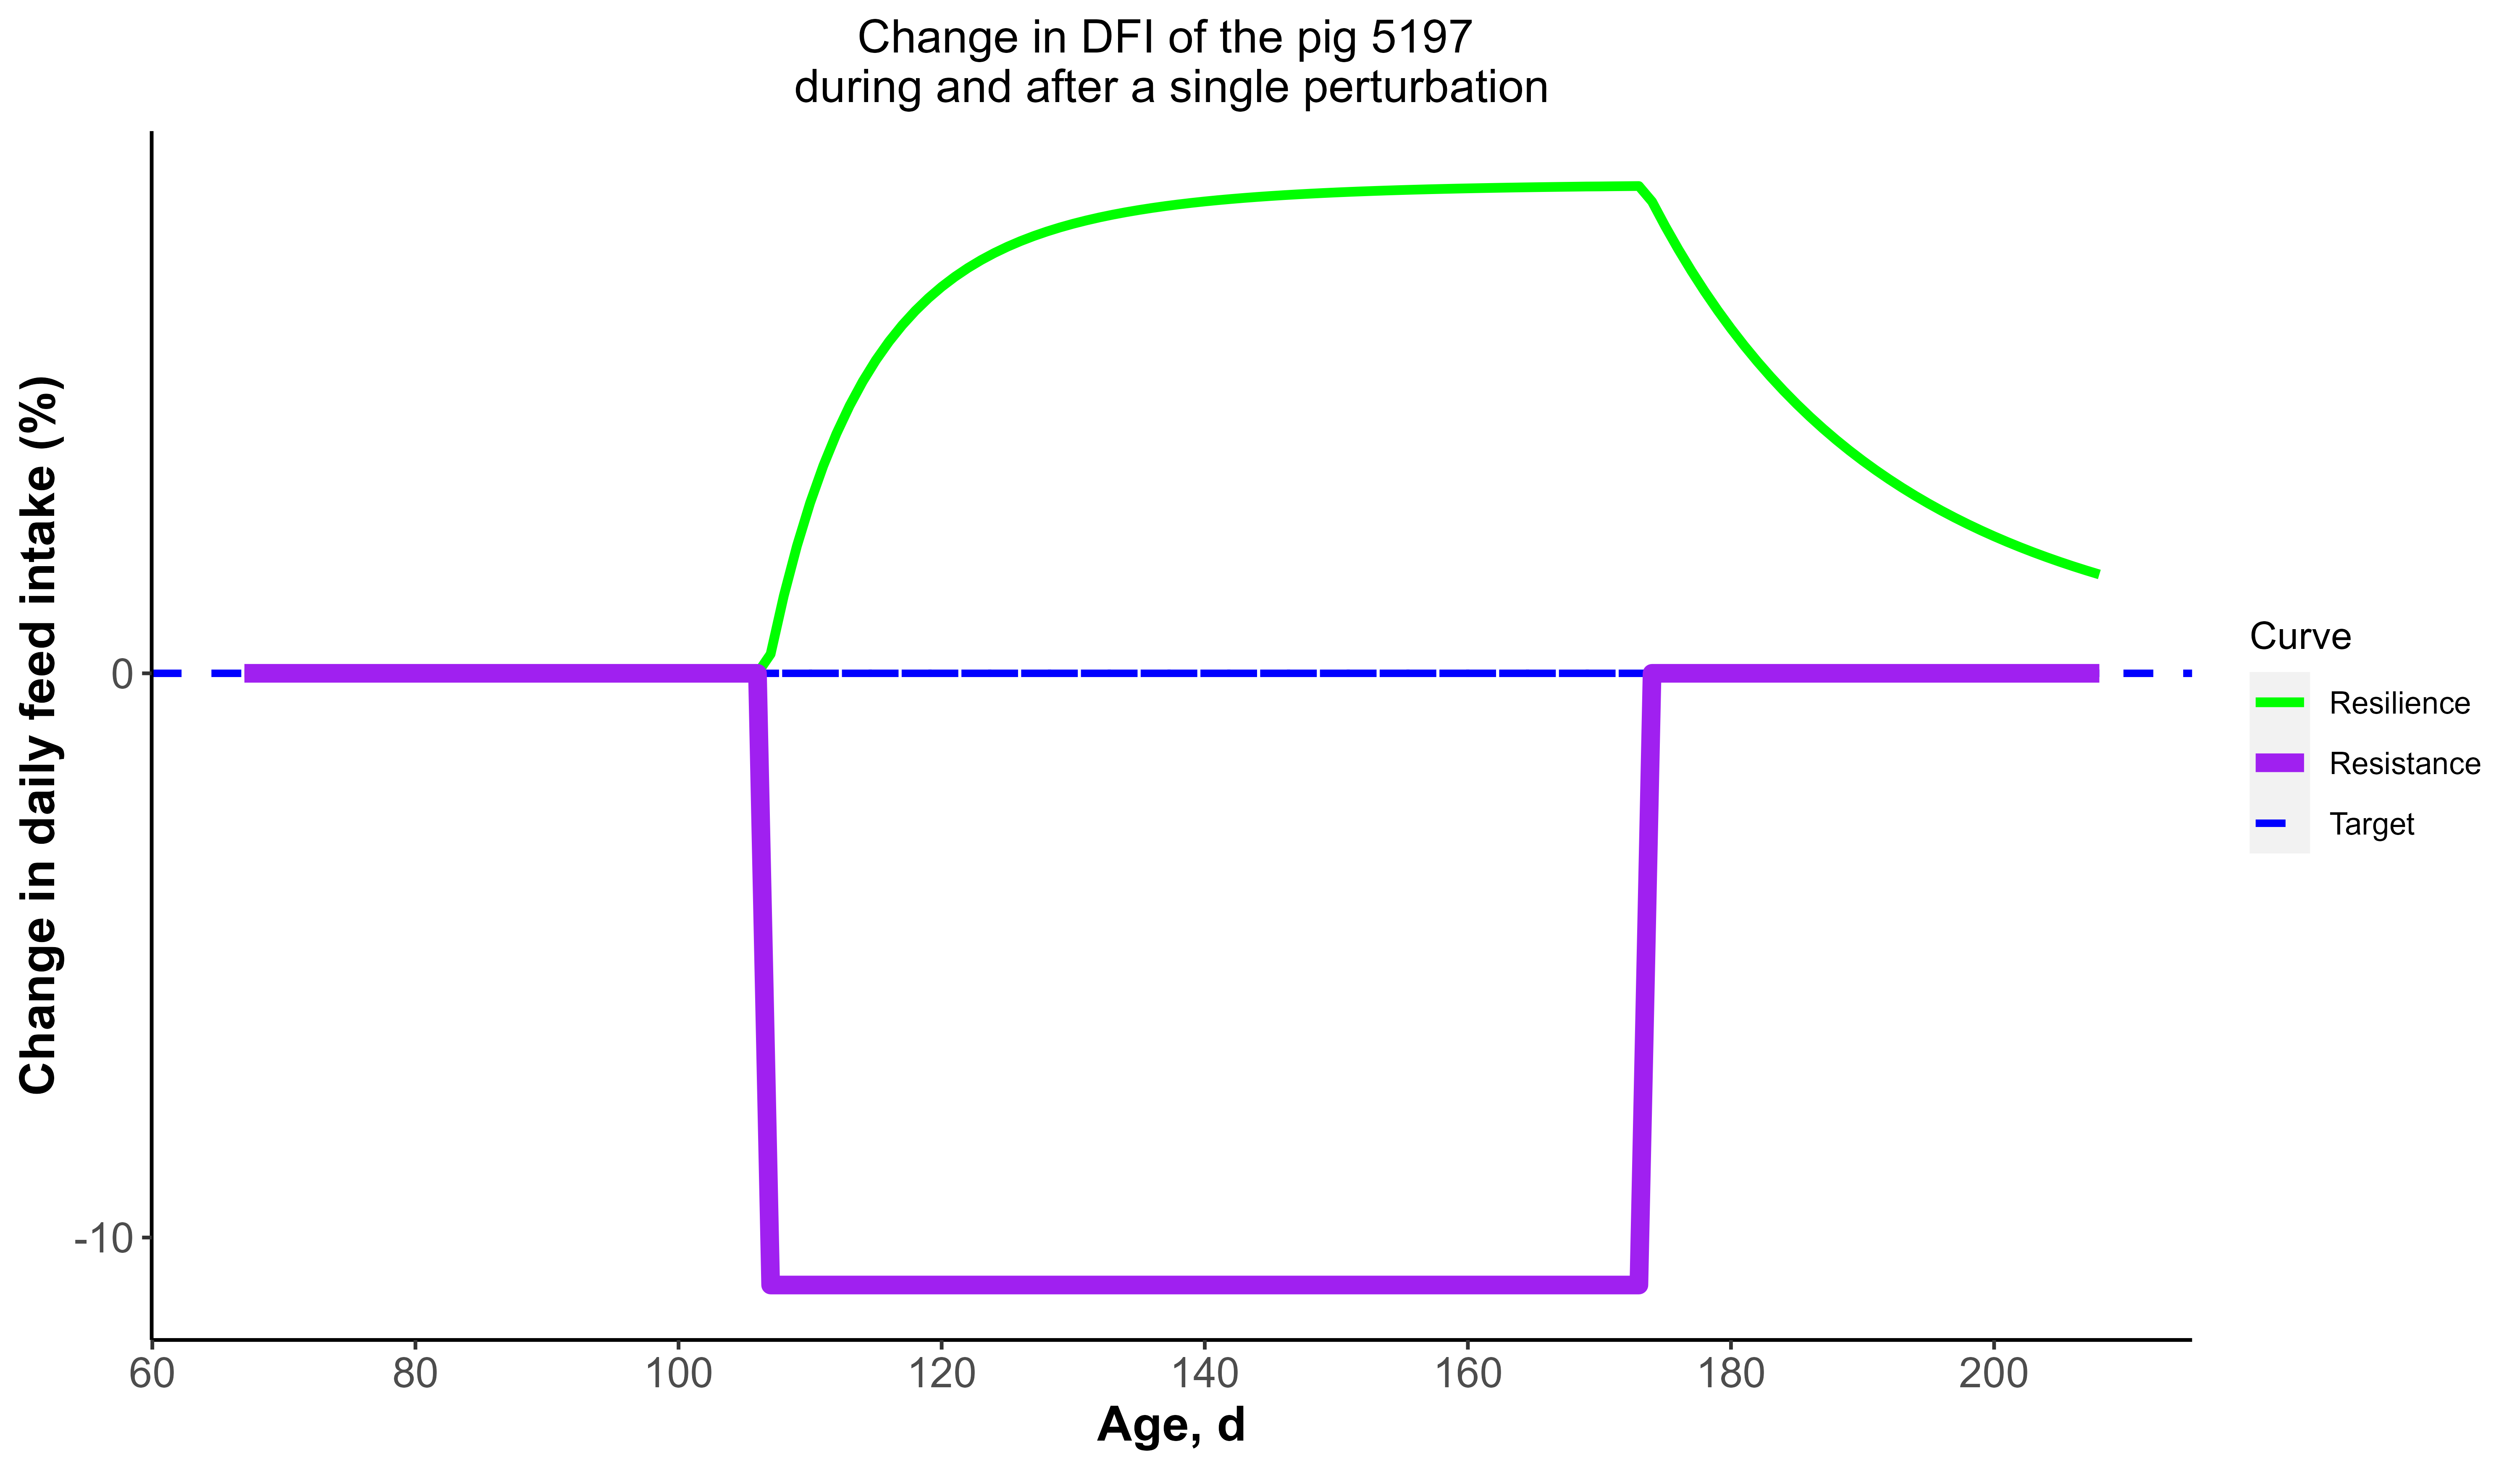 Change in DFI of the pig 5197
during and after a single perturbation
Change in daily feed intake (%)
0
-10
60 80 100 120 140 160 180 200
Age, d
Curve
Resilience
Resistance
Target